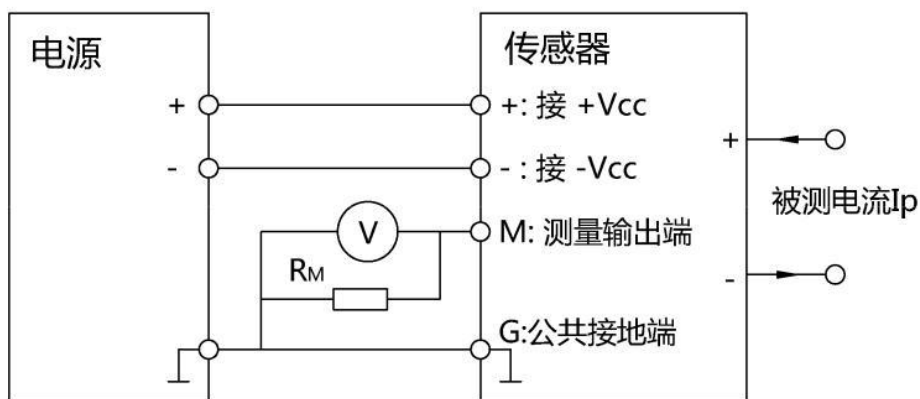 电源
传感器
+
+: 接 +Vcc
-
- : 接 -Vcc
+
被测电流Ip
V
M: 测量输出端
RM
-
G:公共接地端